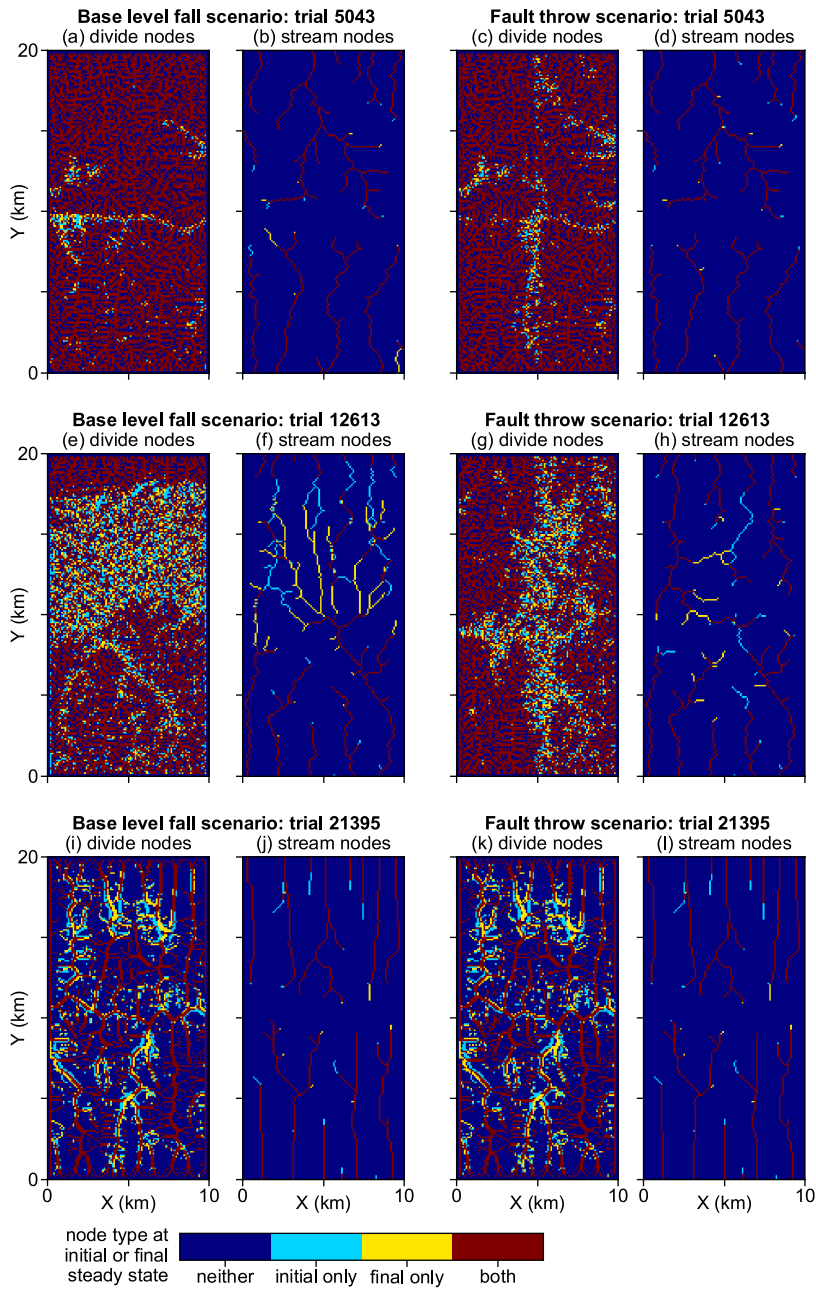 Base level fall scenario: trial 5043
Fault throw scenario: trial 5043
(a) divide nodes
(b) stream nodes
(c) divide nodes
(d) stream nodes
20
Y (km)
0
Base level fall scenario: trial 12613
Fault throw scenario: trial 12613
(e) divide nodes
(f) stream nodes
(g) divide nodes
(h) stream nodes
20
Y (km)
0
Base level fall scenario: trial 21395
Fault throw scenario: trial 21395
(i) divide nodes
(j) stream nodes
(k) divide nodes
(l) stream nodes
20
Y (km)
0
0 X (km) 10
0 X (km) 10
0 X (km) 10
0 X (km) 10
node type at
initial or final
steady state
neither
initial only
final only
both